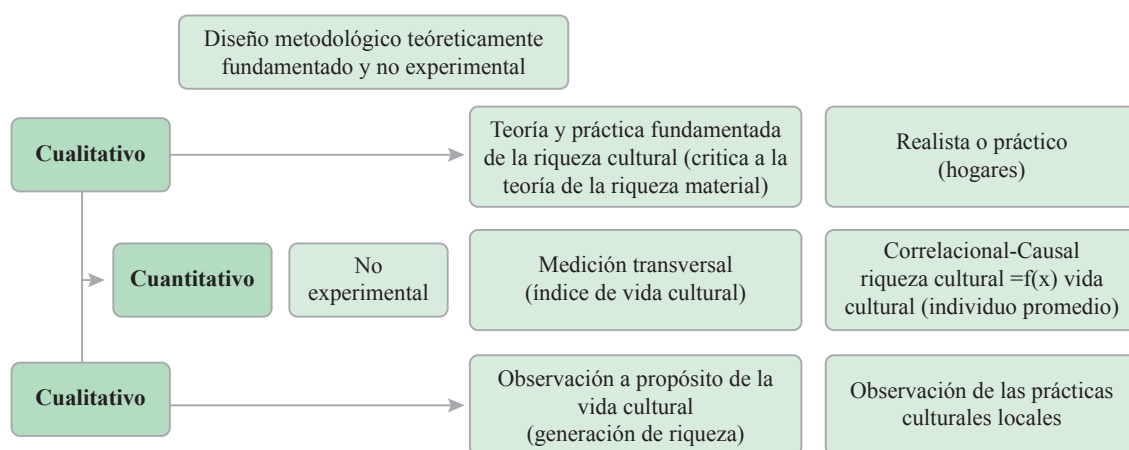 Diseño metodológico teóreticamente
fundamentado y no experimental
Cualitativo
Teoría y práctica fundamentada
de la riqueza cultural (critica a la
teoría de la riqueza material)
Realista o práctico
(hogares)
Cuantitativo
No
experimental
Medición transversal
(índice de vida cultural)
Correlacional-Causal
riqueza cultural =f(x) vida
cultural (individuo promedio)
Cualitativo
Observación a propósito de la
vida cultural
(generación de riqueza)
Observación de las prácticas
culturales locales